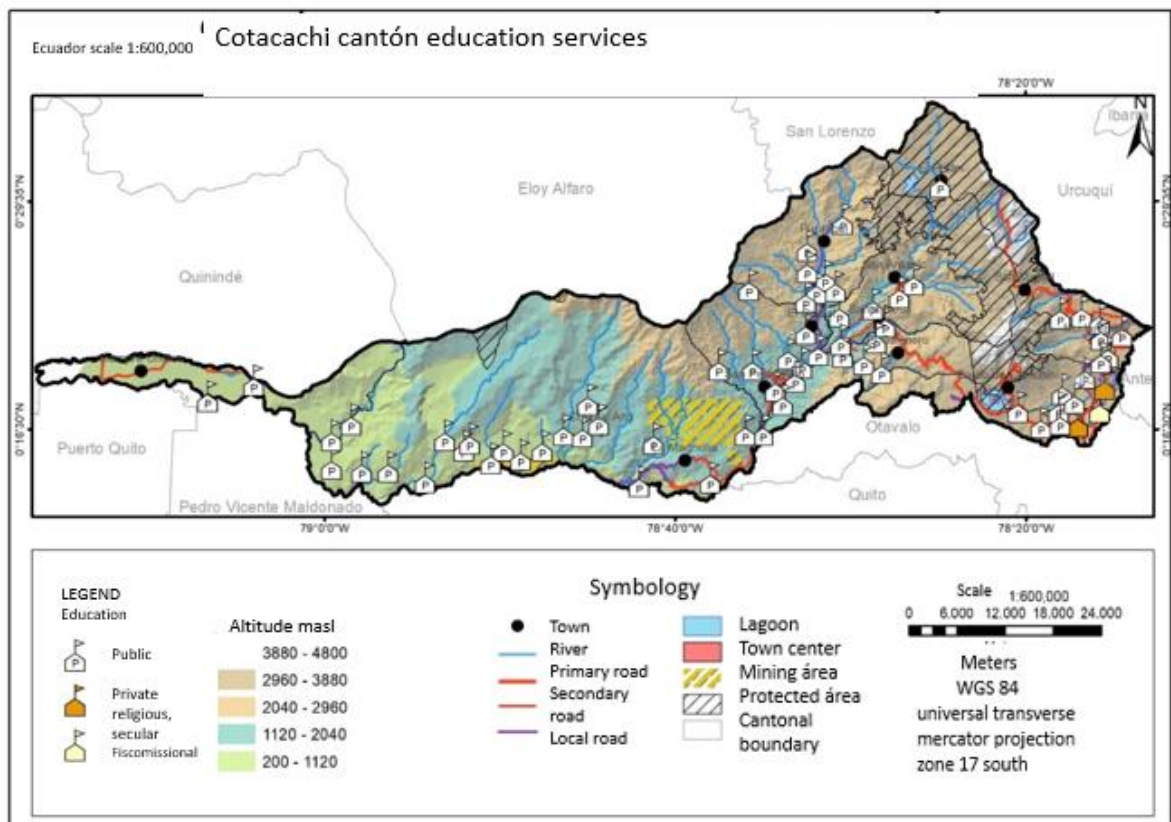 Ecuador scale 1:600,000
Cotacachi cantón education services
78°20'0"W
N
Ibarra
San Lorenzo
Eloy Alfaro
Urcuquí
0°29'35"N
Quinindé
Puerto Quito
Otavalo
Quito
Pedro Vicente Maldonado
79°0'0"W
78°40'0"W
78°20'0"W
LEGEND
Education
Public
Private
religious,
secular
Fiscomissional
Altitude masl
3880 - 4800
2960 - 3880
2040 - 2960
1120 - 2040
200 - 1120
Symbology
Town
River
Primary road
Secondary
road
Local road
Lagoon
Town center
Mining área
Protected área
Cantonal
boundary
Scale 1:600,000
0 6.000 12.000 18.000 24.000
Meters
WGS 84
universal transverse
mercator projection
zone 17 south